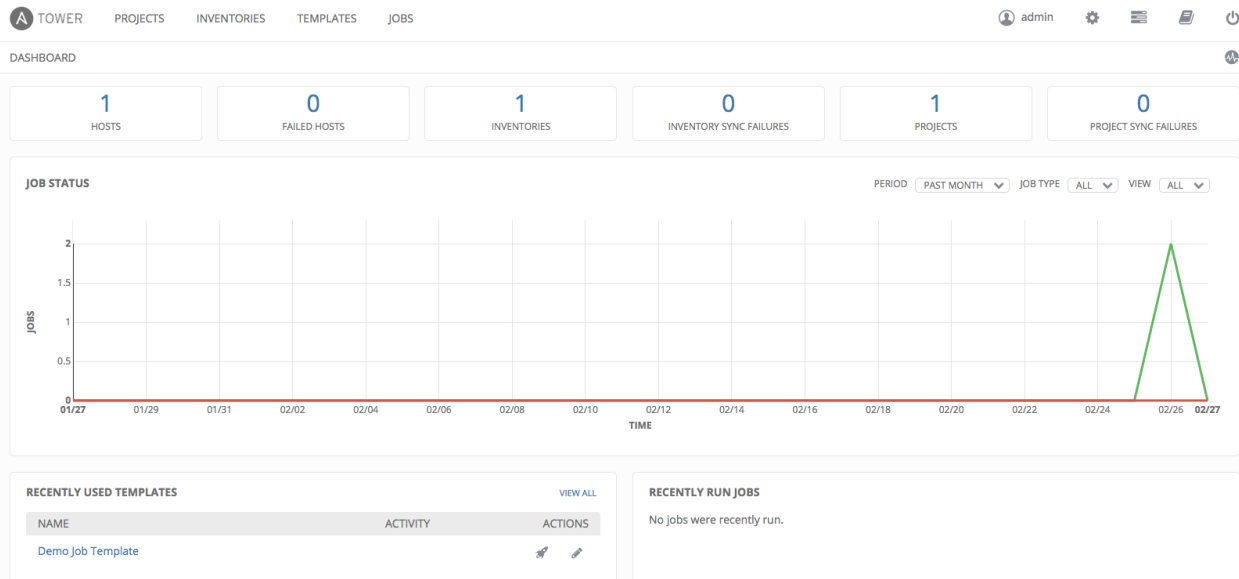 A TOWER PROJECTS INVENTORIES TEMPLATES JOBS admin
DASHBOARD
1 0 1 0 1 0
HOSTS FAILED HOSTS INVENTORIES INVENTORY SYNC FAILURES PROJECTS PROJECT SYNC FAILURES
JOB STATUS PERIOD PAST MONTH JOB TYPE ALL VIEW ALL
2
1.5
1
JOBS
0.5
0
01/27 01/29 01/31 02/02 02/04 02/06 02/08 02/10 02/12 02/14 02/16 02/18 02/20 02/22 02/24 02/26 02/27
TIME
RECENTLY USED TEMPLATES VIEW ALL
NAME ACTIVITY ACTIONS
Demo Job Template
RECENTLY RUN JOBS
No jobs were recently run.